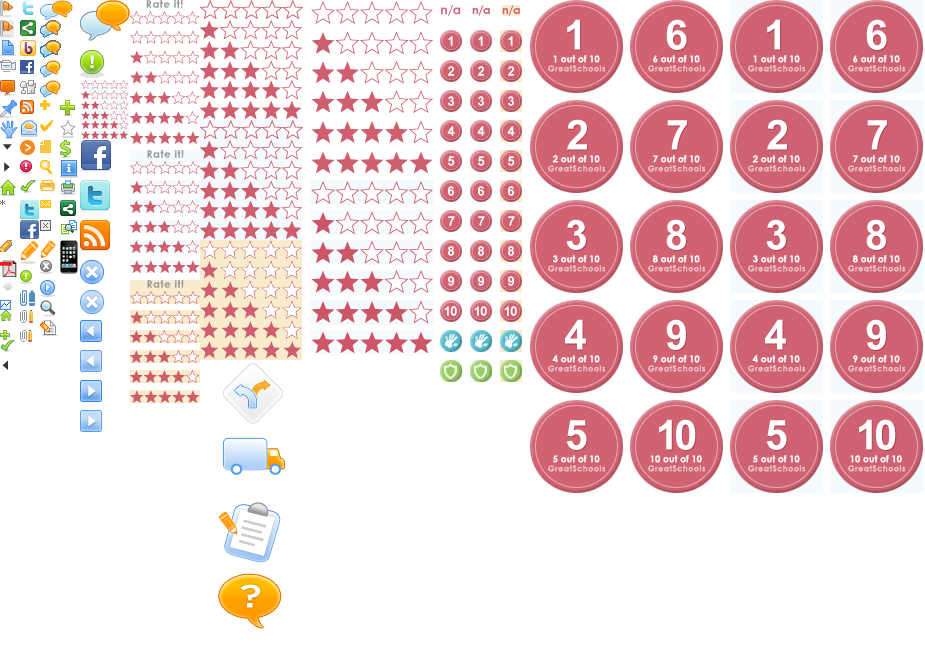 Rate it!
Rate it!
Rate it!
n/a n/a n/a
1 1 1
2 2 2
3 3 3
4 4 4
5 5 5
6 6 6
7 7 7
8 8 8
9 9 9
10 10 10
1
1 out of 10
GreatSchools
6
6 out of 10
GreatSchools
1
1 out of 10
GreatSchools
6
6 out of 10
GreatSchools
2
2 out of 10
GreatSchools
7
7 out of 10
GreatSchools
2
2 out of 10
GreatSchools
7
7 out of 10
GreatSchools
3
3 out of 10
GreatSchools
8
8 out of 10
GreatSchools
3
3 out of 10
GreatSchools
8
8 out of 10
GreatSchools
4
4 out of 10
GreatSchools
9
9 out of 10
GreatSchools
4
4 out of 10
GreatSchools
9
9 out of 10
GreatSchools
5
5 out of 10
GreatSchools
10
10 out of 10
GreatSchools
5
5 out of 10
GreatSchools
10
10 out of 10
GreatSchools